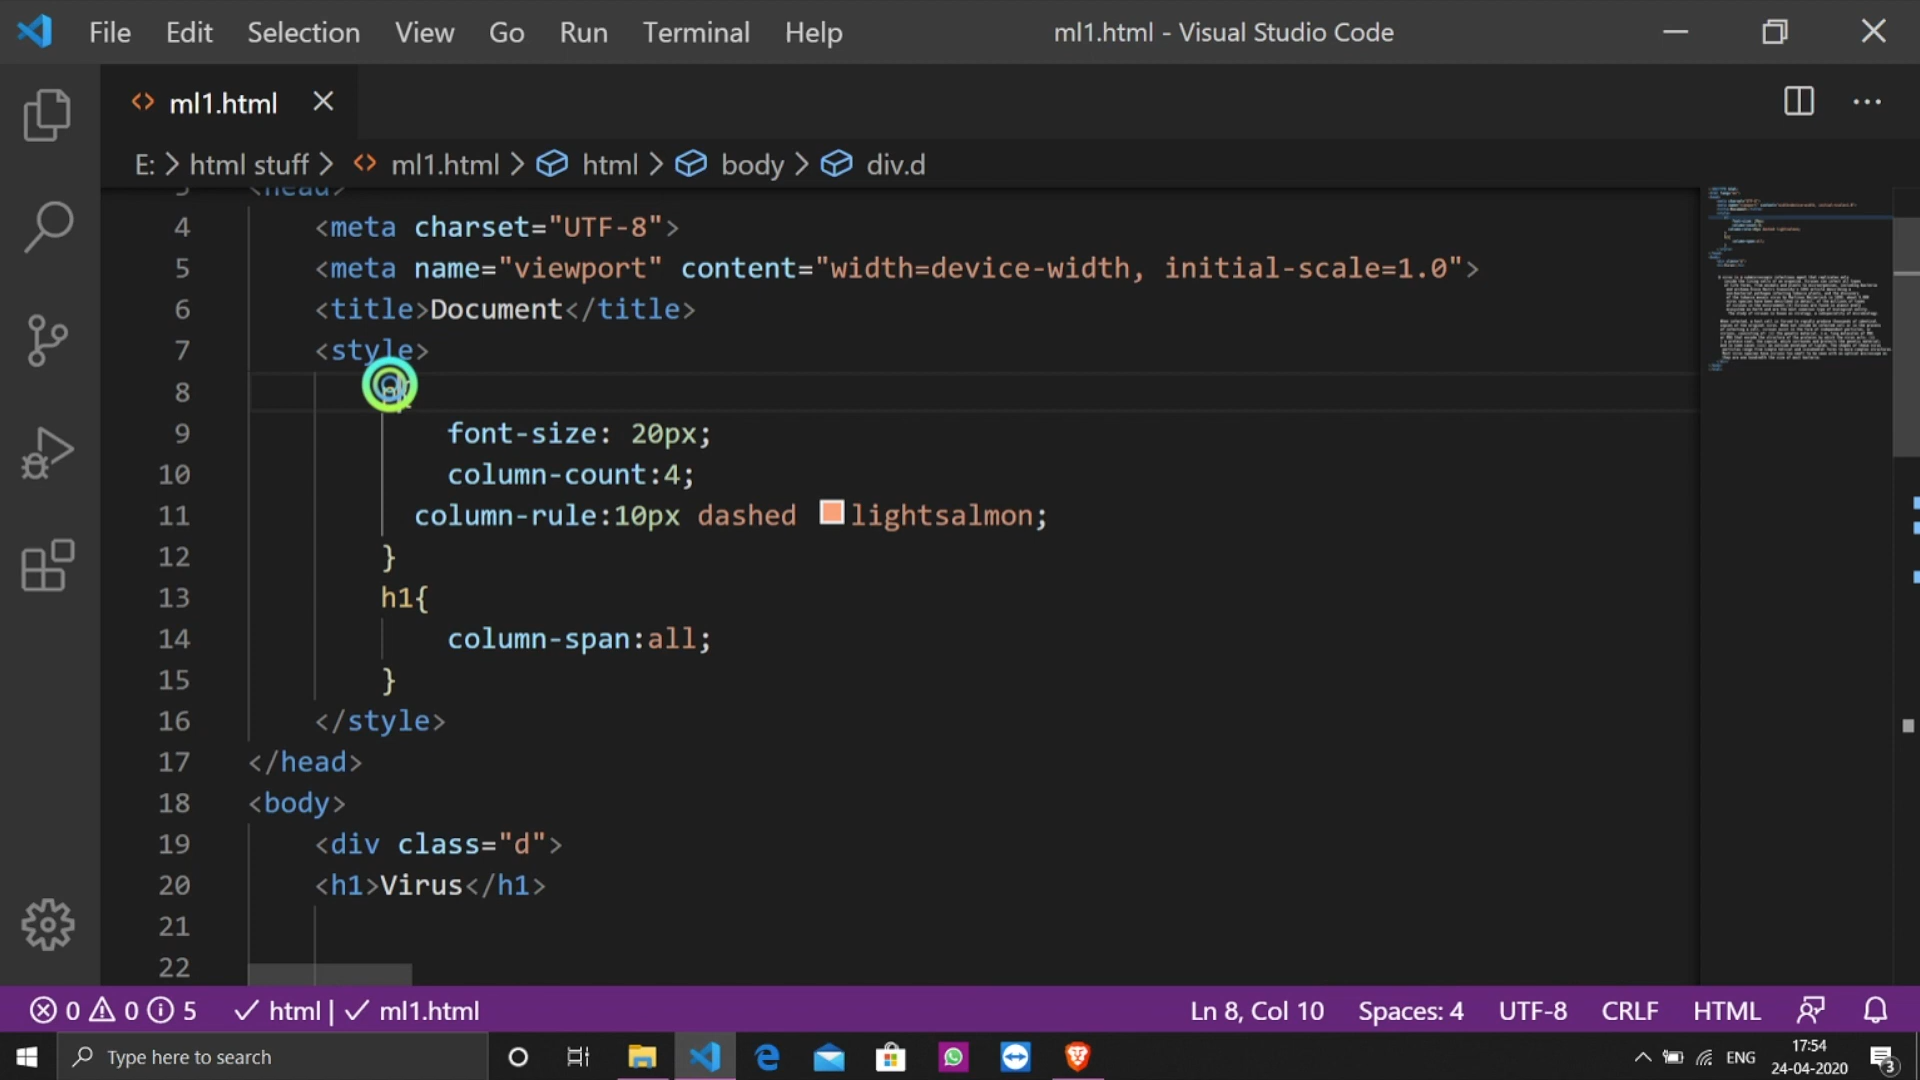 File Edit Selection View Go Run Terminal Help ml1.html - Visual Studio Code
ml1.html
E: > html stuff > ml1.html > html > body > div.d
3 <head>
4 <meta charset="UTF-8">
5 <meta name="viewport" content="width=device-width, initial-scale=1.0">
6 <title>Document</title>
7 <style>
8
9 font-size: 20px;
10 column-count:4;
11 column-rule:10px dashed lightsalmon;
12 }
13 h1{
14 column-span:all;
15 }
16 </style>
17 </head>
18 <body>
19 <div class="d">
20 <h1>Virus</h1>
21
22
0 0 5 html | ml1.html Ln 8, Col 10 Spaces: 4 UTF-8 CRLF HTML
Type here to search ENG 17:54
24-04-2020 3